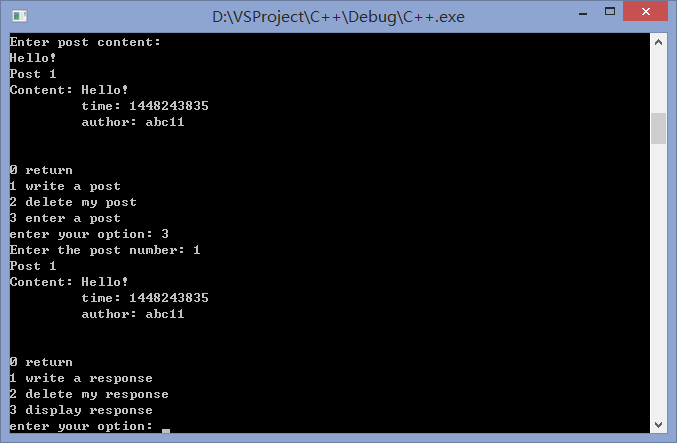 D:\VSProject\C++\Debug\C++.exe
Enter post content:
Hello!
Post 1
Content: Hello!
time: 1448243835
author: abc11
0 return
1 write a post
2 delete my post
3 enter a post
enter your option: 3
Enter the post number: 1
Post 1
Content: Hello!
time: 1448243835
author: abc11
0 return
1 write a response
2 delete my response
3 display response
enter your option: